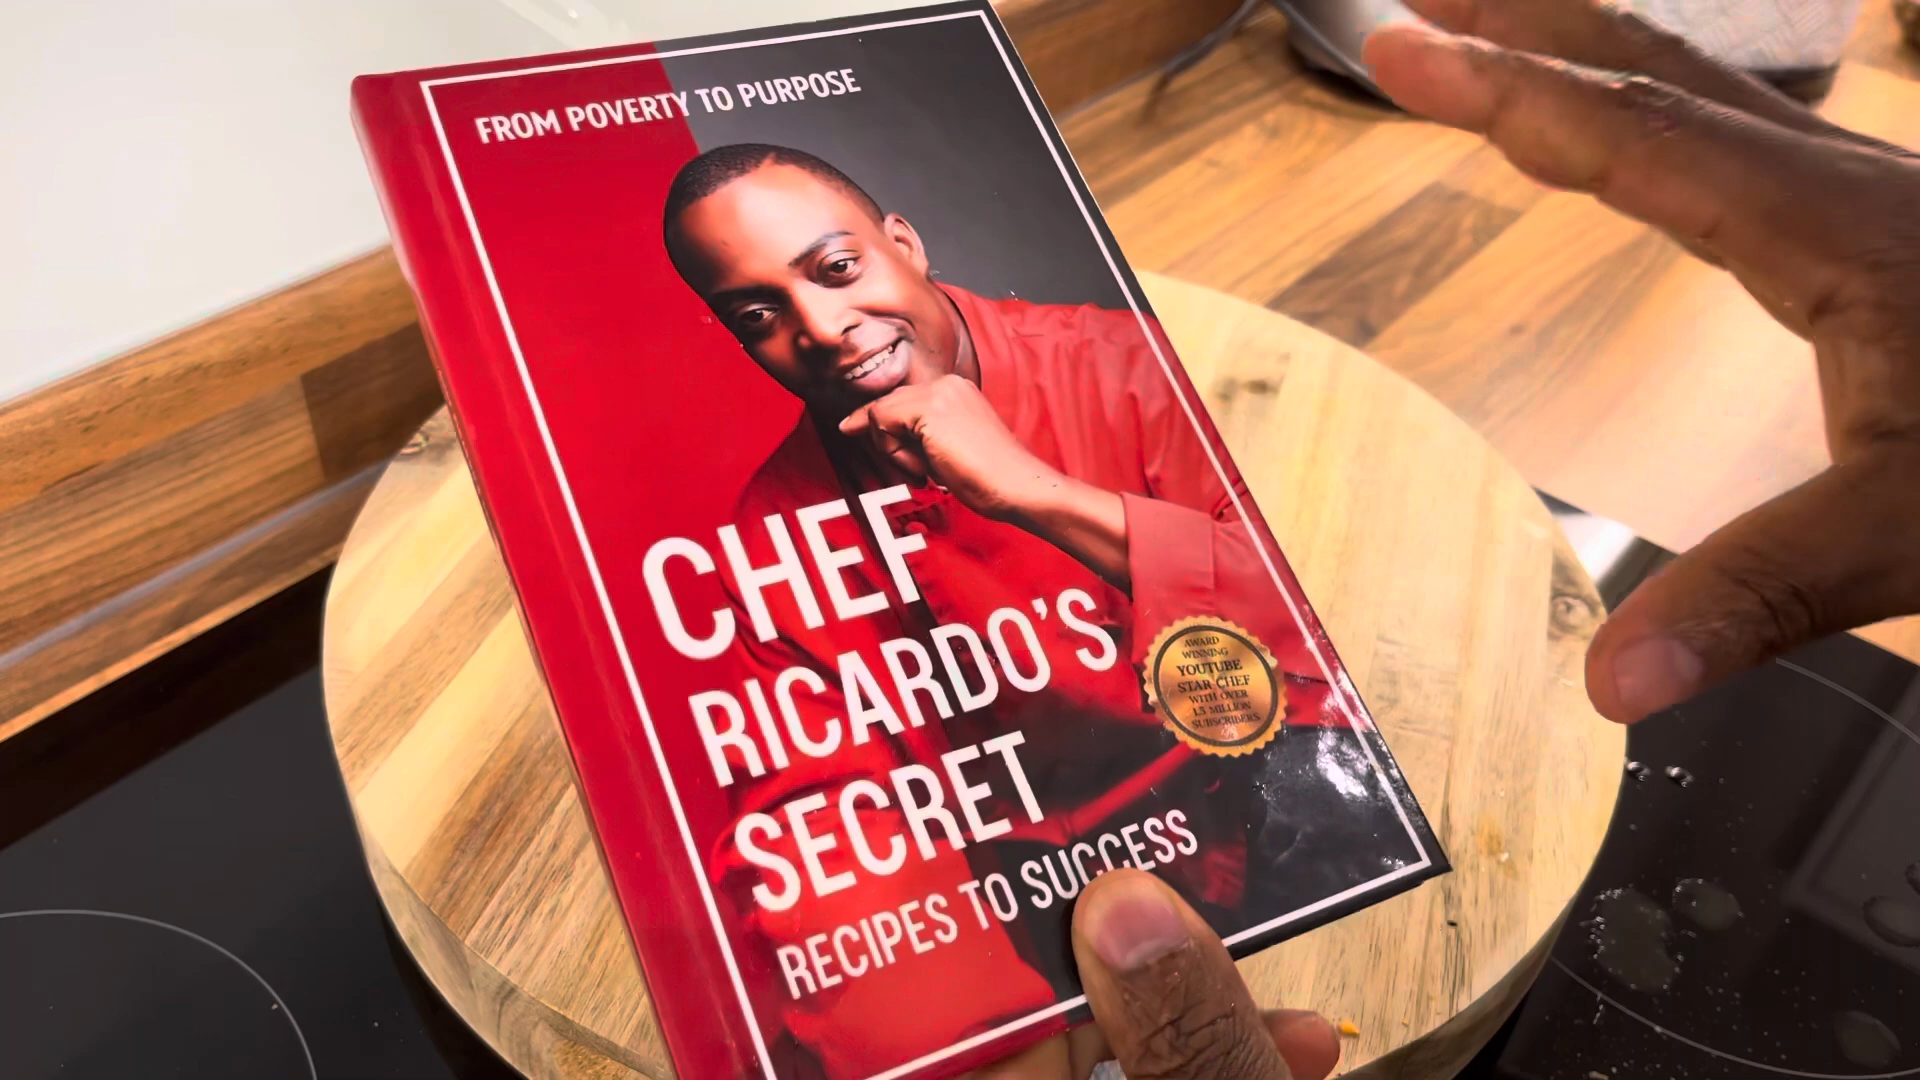 FROM POVERTY TO PURPOSE
CHEF
RICARDO'S
SECRET
RECIPES TO SUCCESS
AWARD
WINNING
YOUTUBE
STAR CHEF
WITH OVER
1.5 MILLION
SUBSCRIBERS